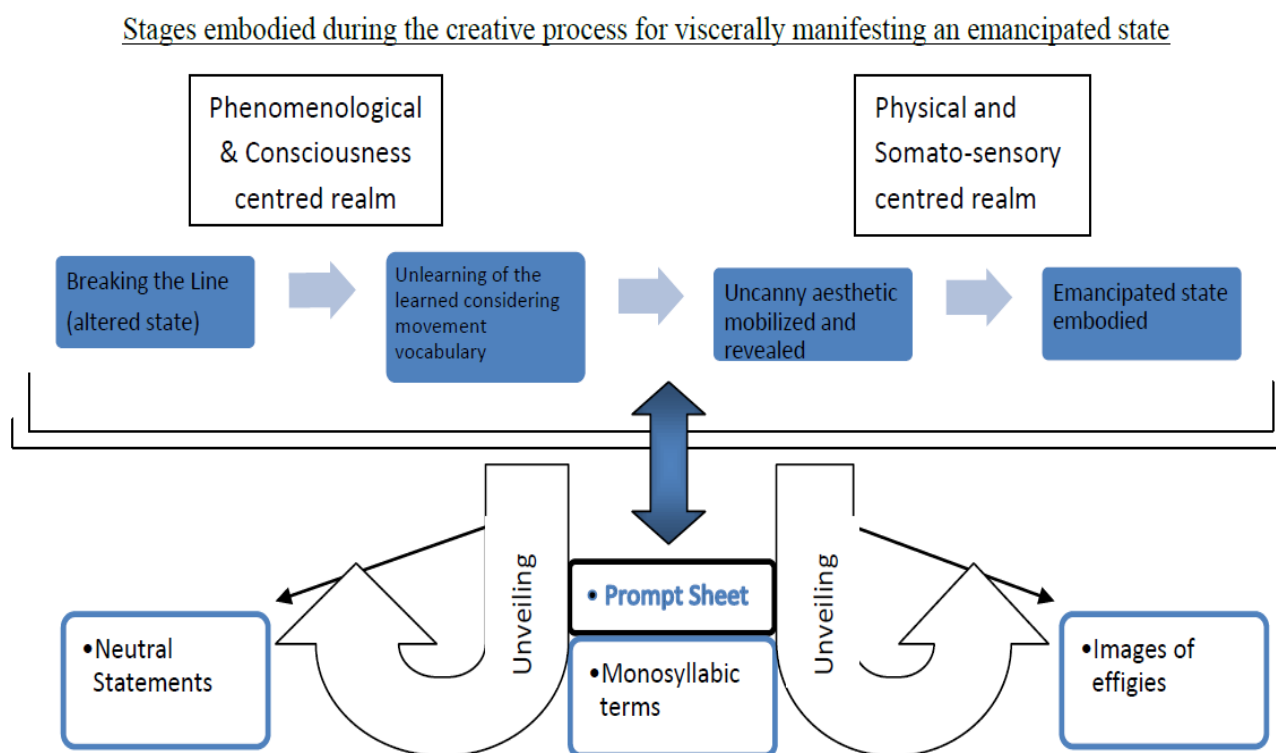 Stages embodied during the creative process for viscerally manifesting an emancipated state
Phenomenological
& Consciousness
centred realm
Physical and
Somato-sensory
centred realm
Breaking the Line
(altered state)
Unlearning of the
learned considering
movement
vocabulary
Uncanny aesthetic
mobilized and
revealed
Emancipated state
embodied
Unveiling
Unveiling
• Prompt Sheet
•Neutral
Statements
•Monosyllabic
terms
•Images of
effigies